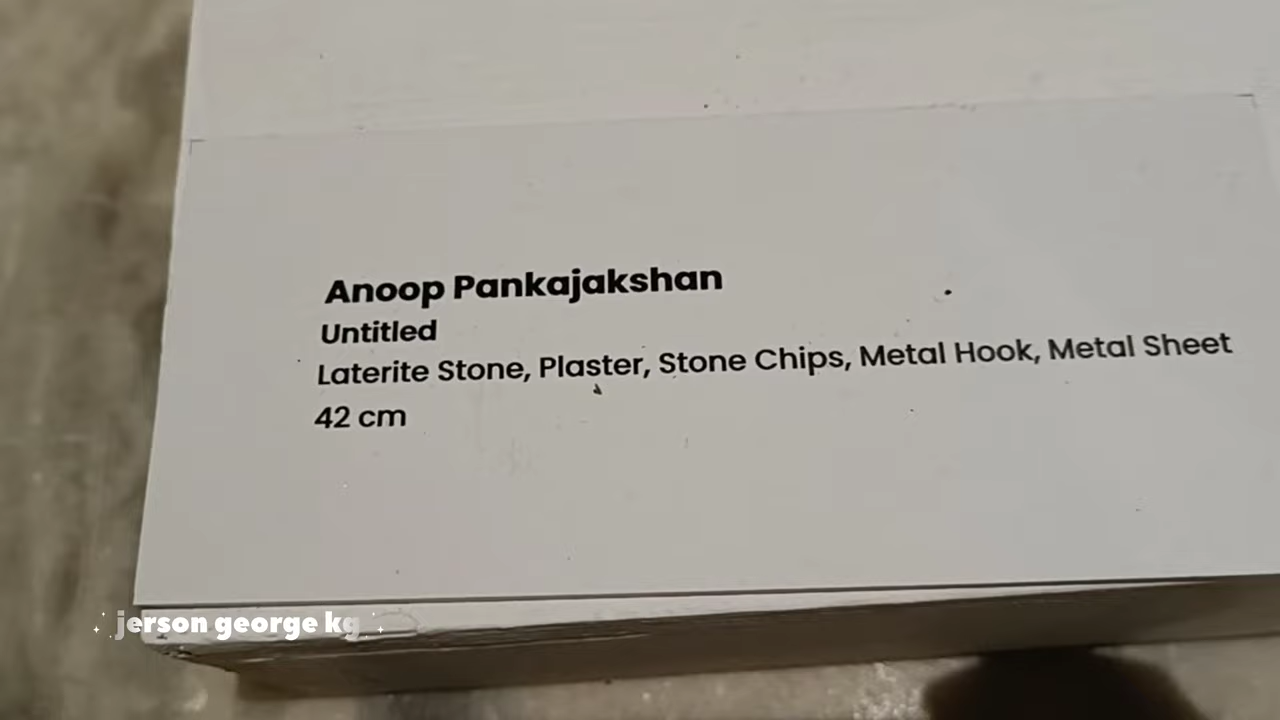 Anoop Pankajakshan
Untitled
Laterite Stone, Plaster, Stone Chips, Metal Hook, Metal Sheet
42 cm
jerson george kg